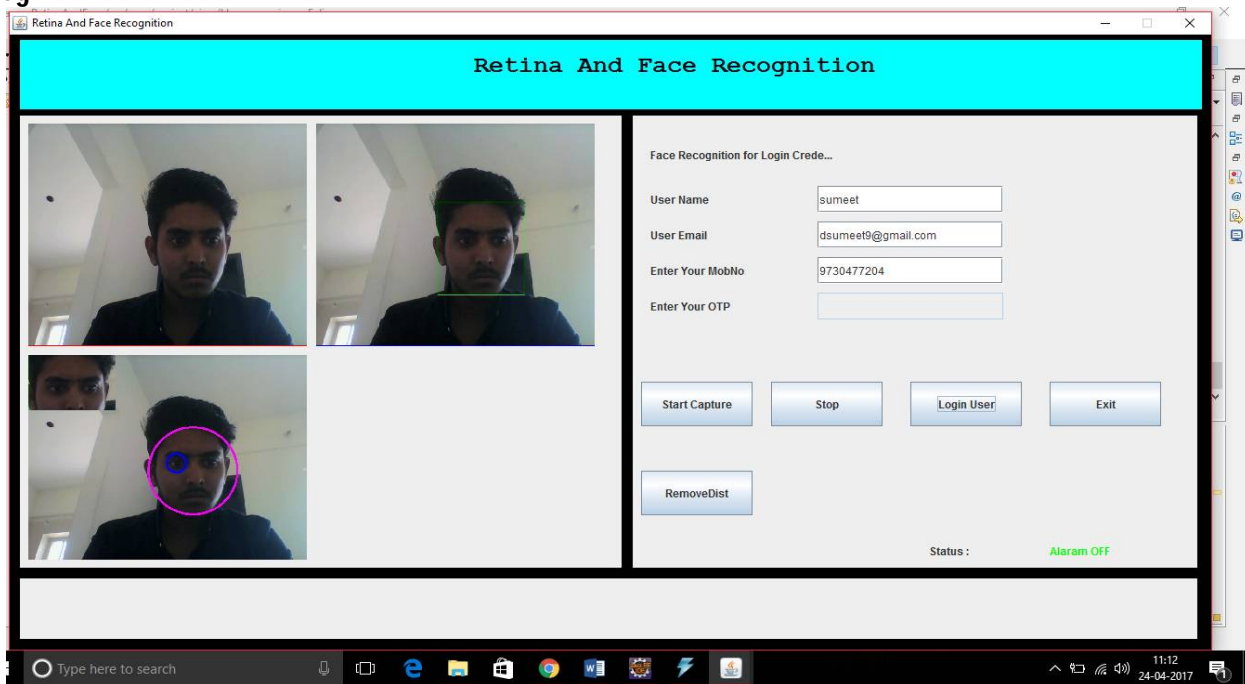 Retina And Face Recognition
Retina And Face Recognition
Face Recognition for Login Crede...
User Name
sumeet
User Email
dsumeet9@gmail.com
Enter Your MobNo
9730477204
Enter Your OTP
Start Capture
Stop
Login User
Exit
RemoveDist
Status :
Alaram OFF
Type here to search
11:12
24-04-2017